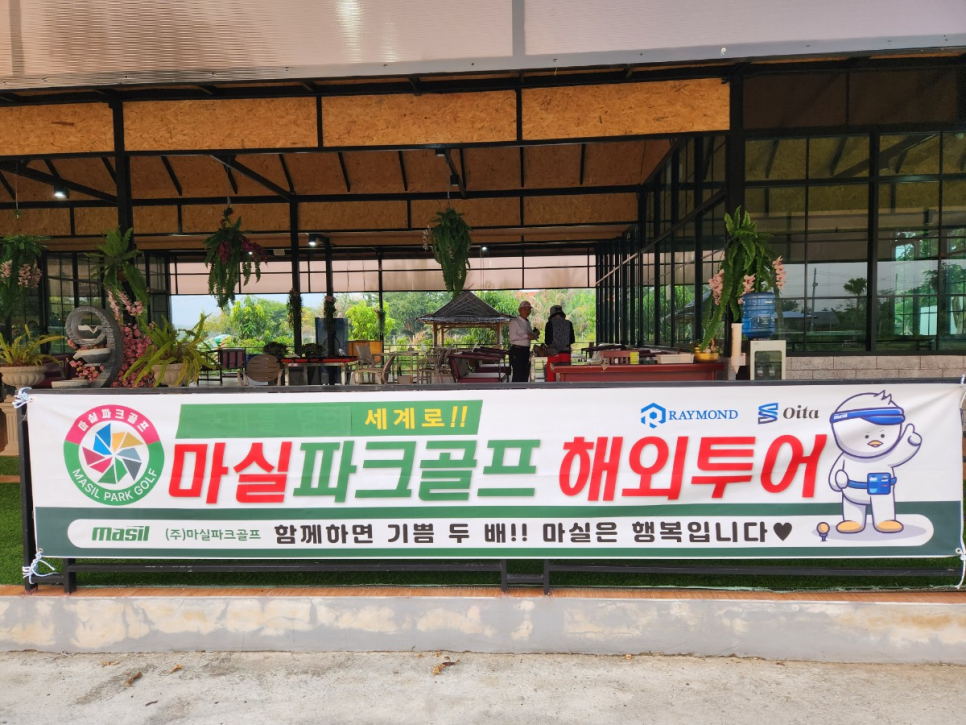 마실파크골프
MASIL PARK GOLF
세계로!!
RAYMOND
Oita
마실파크골프 해외투어
masil (주)마실파크골프 함께하면 기쁨 두 배!! 마실은 행복입니다♥